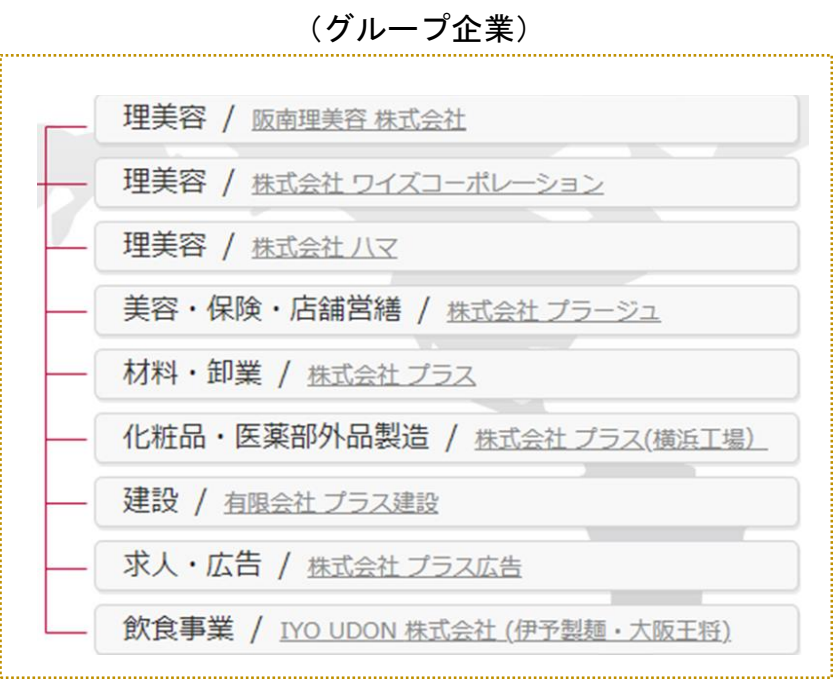 （グループ企業）
理美容 / 阪南理美容 株式会社
理美容 / 株式会社 ワイズコーポレーション
理美容 / 株式会社 ハマ
美容・保険・店舗営繕 / 株式会社 プラージュ
材料・卸業 / 株式会社 プラス
化粧品・医薬部外品製造 / 株式会社 プラス(横浜工場）
建設 / 有限会社 プラス建設
求人・広告 / 株式会社 プラス広告
飲食事業 / IYO UDON 株式会社 (伊予製麺・大阪王将)